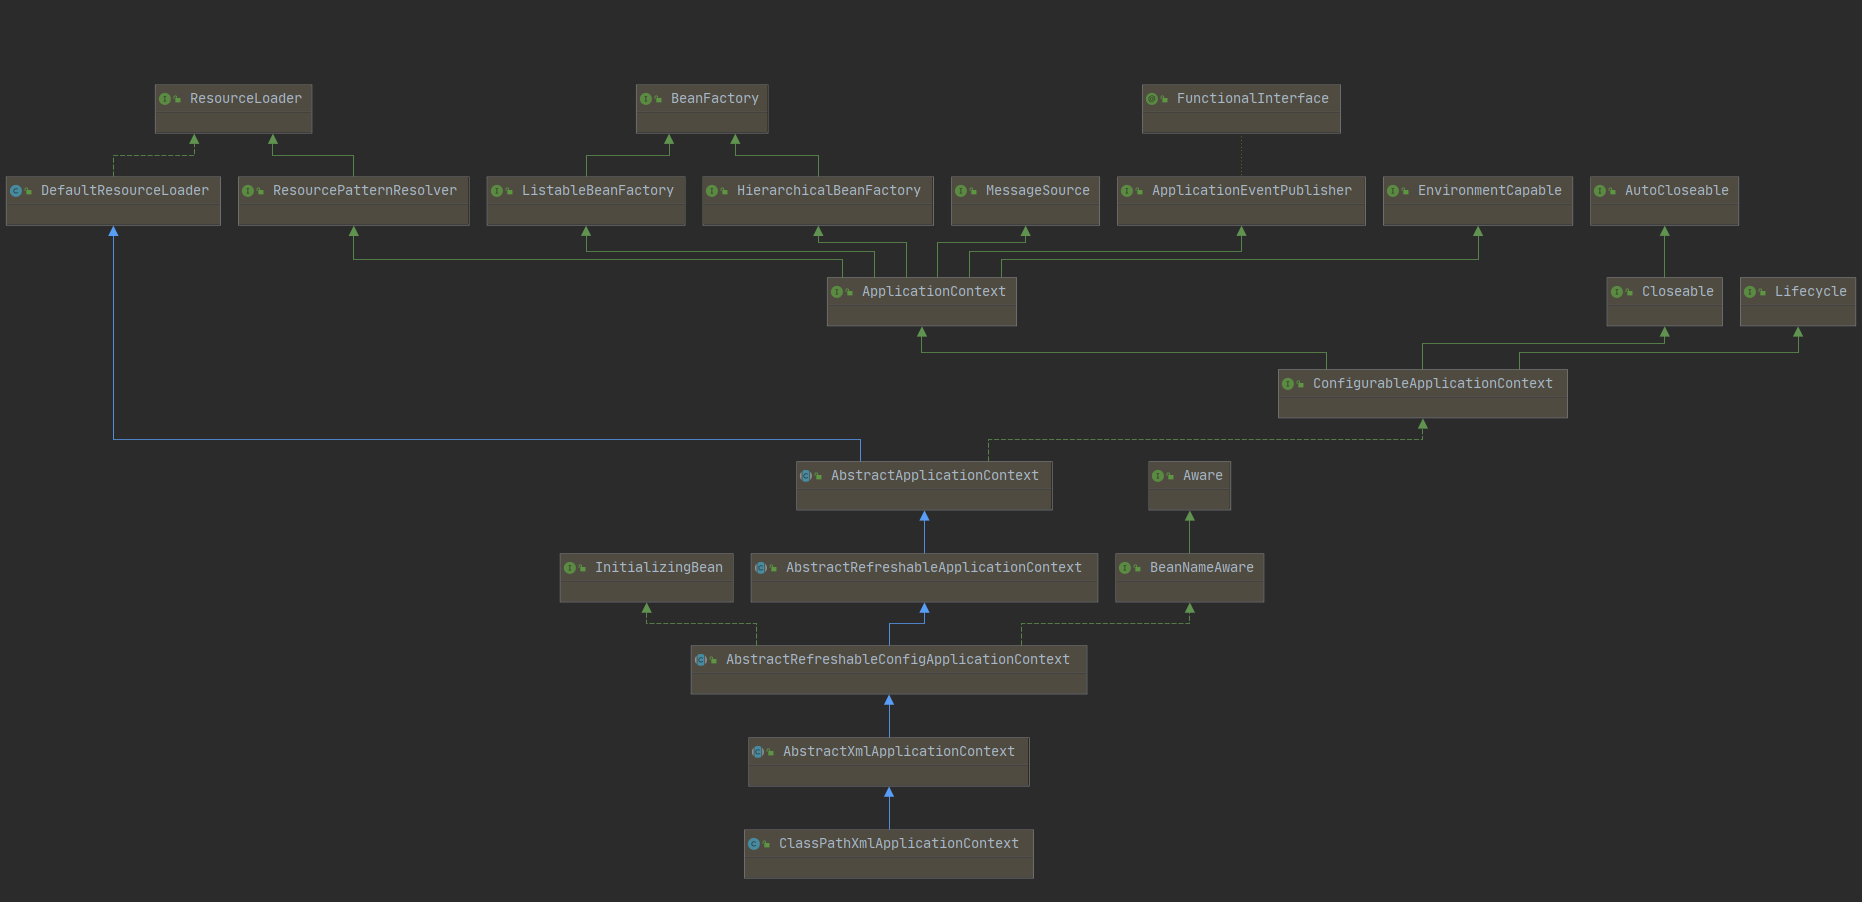 ResourceLoader
BeanFactory
FunctionalInterface
DefaultResourceLoader
ResourcePatternResolver
ListableBeanFactory
HierarchicalBeanFactory
MessageSource
ApplicationEventPublisher
EnvironmentCapable
AutoCloseable
ApplicationContext
Closeable
Lifecycle
ConfigurableApplicationContext
AbstractApplicationContext
Aware
InitializingBean
AbstractRefreshableApplicationContext
BeanNameAware
AbstractRefreshableConfigApplicationContext
AbstractXmlApplicationContext
ClassPathXmlApplicationContext